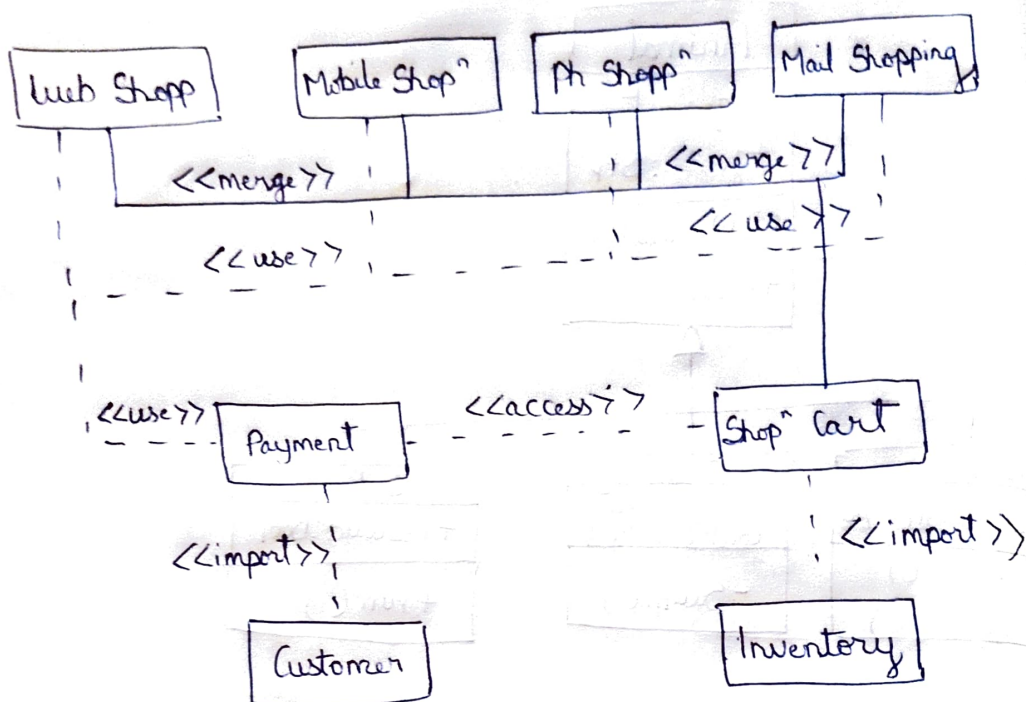 Web Shopp
Mobile Shopⁿ
Ph Shoppⁿ
Mail Shopping
<<merge>>
<<merge>>
<<use>>
<<use>>
<<use>>
<<access>>
Payment
Shopⁿ Cart
<<import>>
<<import>>
Customer
Inventory